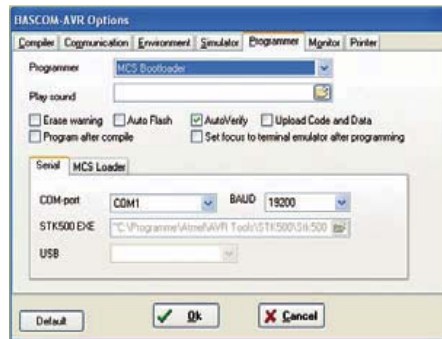 BASCOM-AVR Options
Compiler Communication Environment Simulator Programmer Monitor Printer
Programmer MCS Bootloader
Play sound
Erase warning Auto Flash AutoVerify Upload Code and Data
Program after compile Set focus to terminal emulator after programming
Serial MCS Loader
COM-port COM1 BAUD 19200
STK500 EXE "C:\Programme\Atmel\AVR Tools\STK500\Stk500
USB
Default Ok Cancel